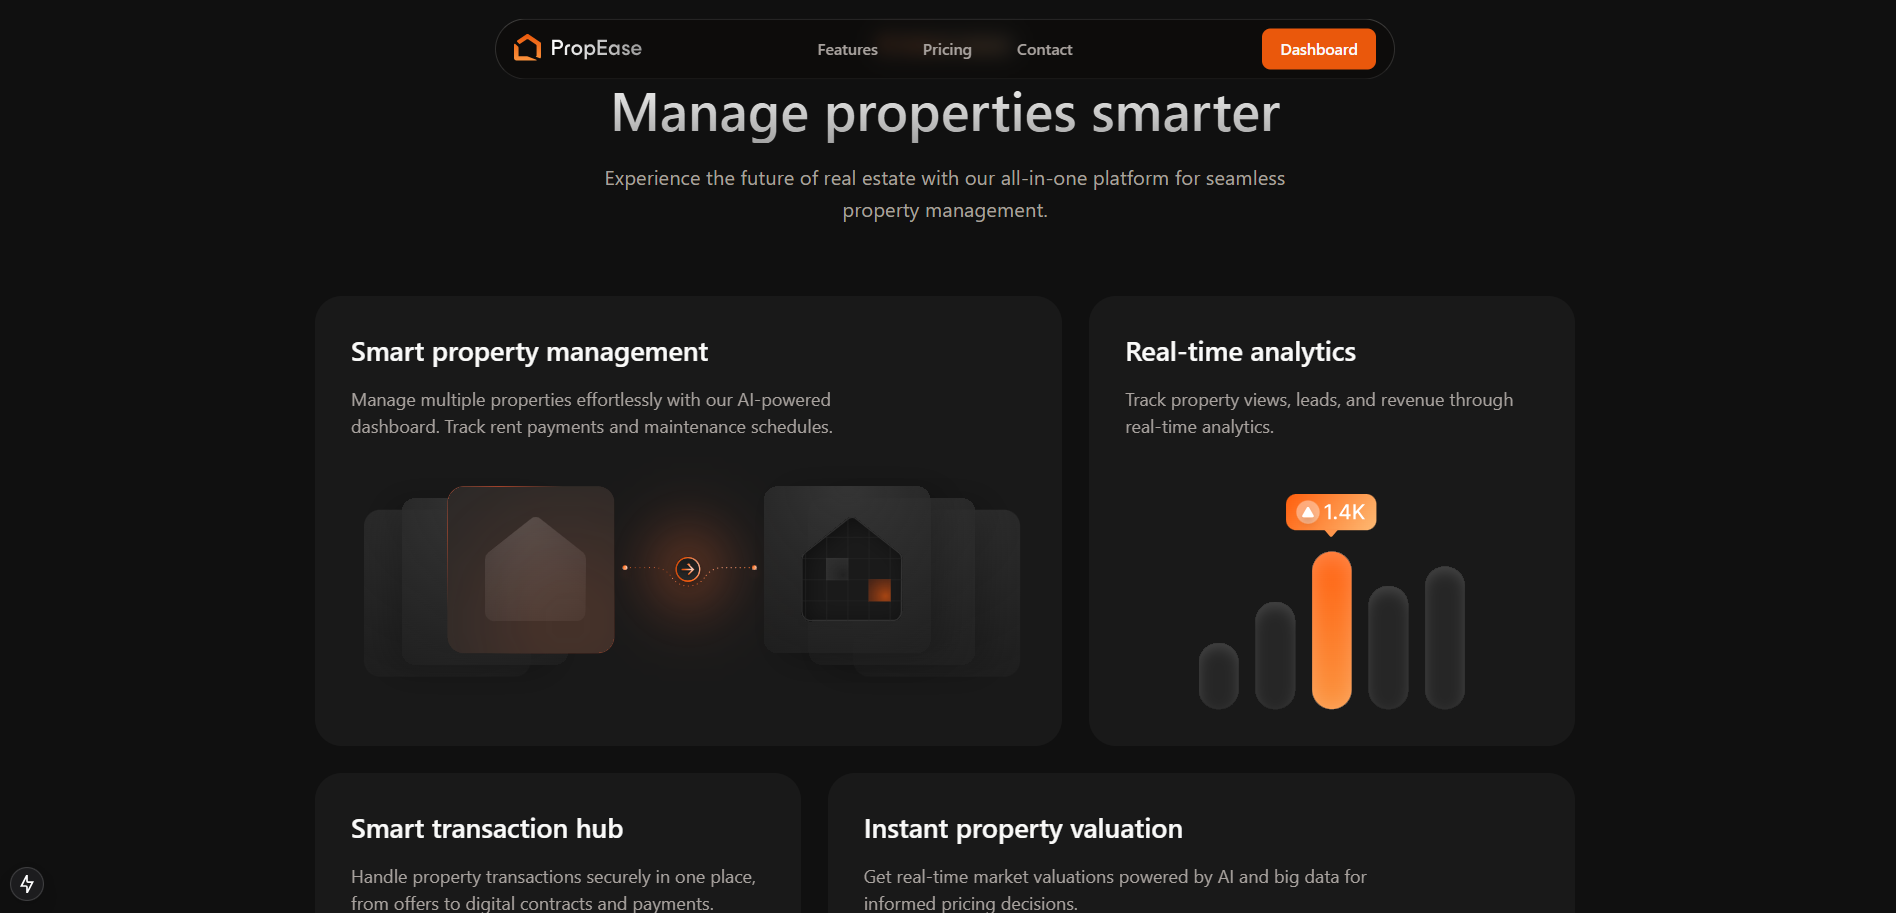 PropEase
Features
Pricing
Contact
Dashboard
Manage properties smarter
Experience the future of real estate with our all-in-one platform for seamless
property management.
Smart property management
Manage multiple properties effortlessly with our AI-powered
dashboard. Track rent payments and maintenance schedules.
Real-time analytics
Track property views, leads, and revenue through
real-time analytics.
1.4K
Smart transaction hub
Handle property transactions securely in one place,
from offers to digital contracts and payments.
Instant property valuation
Get real-time market valuations powered by AI and big data for
informed pricing decisions.